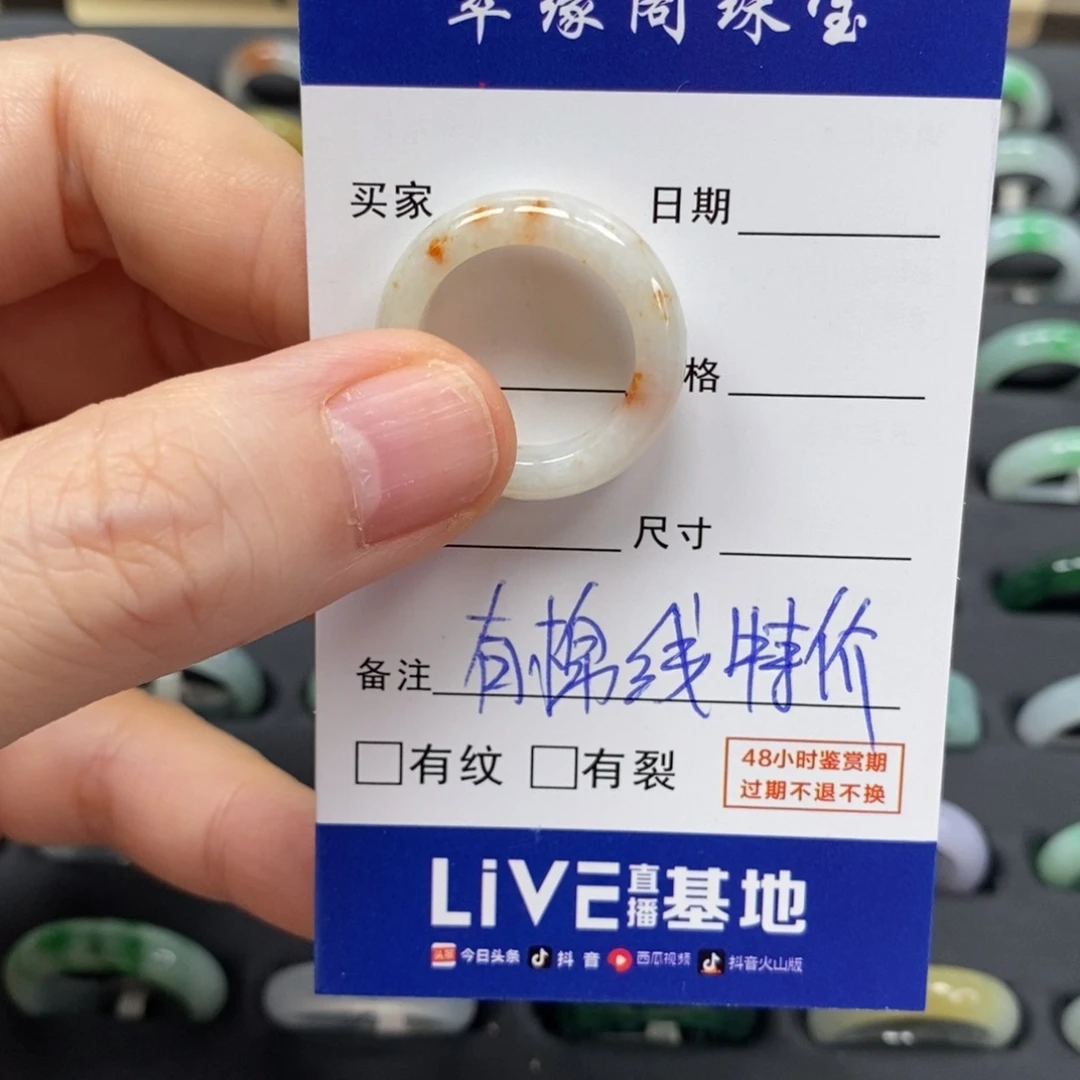 翠缘阁珠宝
买家 日期
格
尺寸
备注 有棉线特价
有纹 有裂
48小时鉴赏期
过期不退不换
LiVE直播基地
头条 今日头条 抖音 西瓜视频 抖音火山版